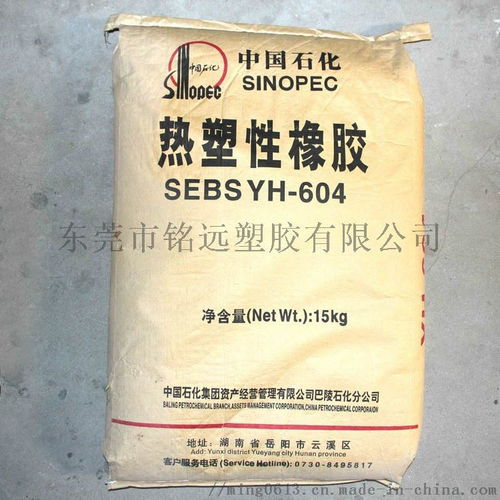 中国石化
SINOPEC
中国石化
SINOPEC
热塑性橡胶
SEBS YH-604
东莞市铭远塑胶有限公司
净含量(Net Wt.):15kg
中国石化集团资产经营管理有限公司巴陵石化分公司
BALING PETROCHEMICAL BRANCH,ASSETS MANAGEMENT CORPORATION,CHINA PETROCHEMICAL CORPORAION
地址:湖南省岳阳市云溪区
Add: Yunxi district Yueyang city Hunan province
客户服务电话(Service Hotline):0730-8495817
https://ming0613.cn.made-in-china.com